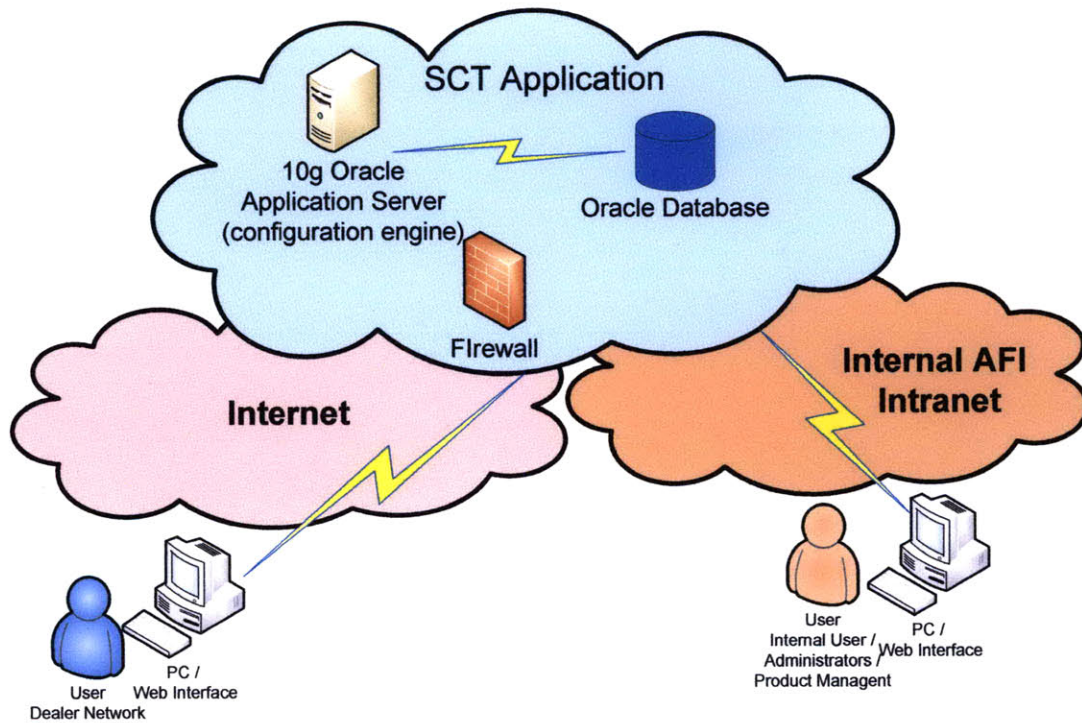 SCT Application
10g Oracle
Application Server
(configuration engine)
Oracle Database
FIrewall
Internet
Internal AFI
Intranet
User
Dealer Network
PC /
Web Interface
User
Internal User /
Administrators /
Product Managent
PC /
Web Interface